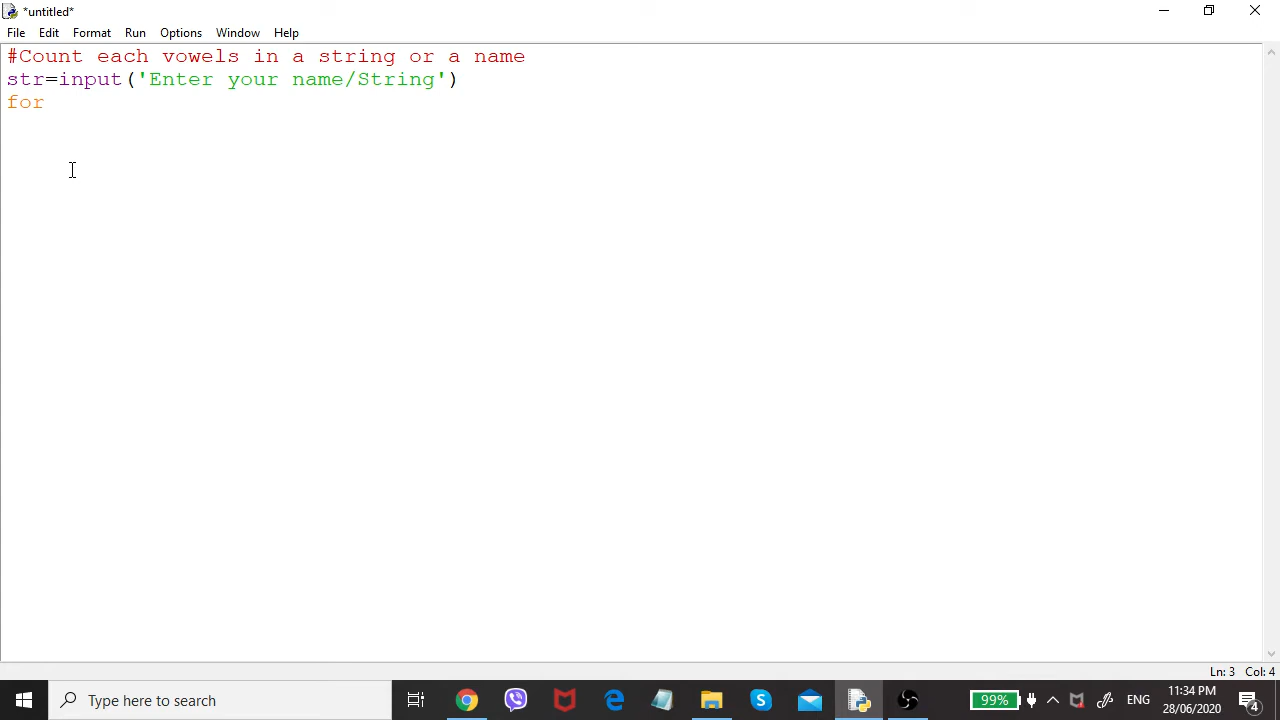 *untitled*
File Edit Format Run Options Window Help
#Count each vowels in a string or a name
str=input('Enter your name/String')
for
Ln: 3 Col: 4
Type here to search
99%
ENG
11:34 PM
28/06/2020
4